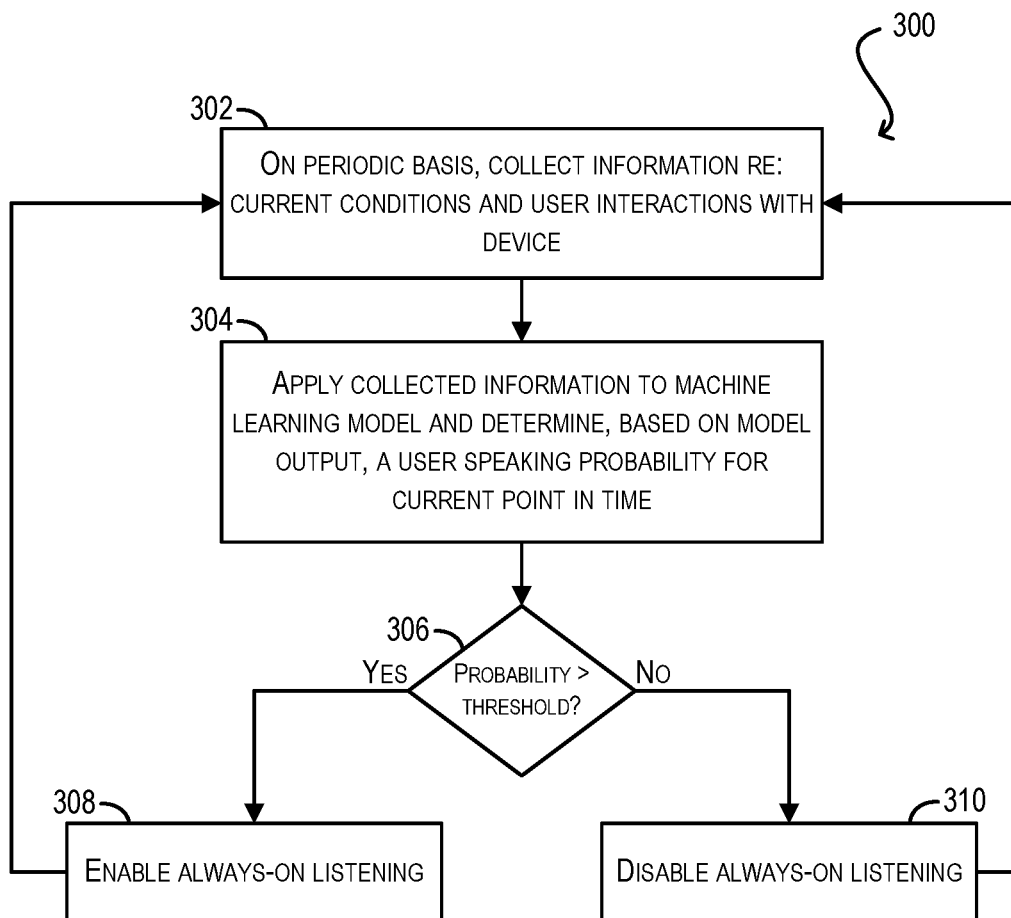 300
302
ON PERIODIC BASIS, COLLECT INFORMATION RE:
CURRENT CONDITIONS AND USER INTERACTIONS WITH
DEVICE
304
APPLY COLLECTED INFORMATION TO MACHINE
LEARNING MODEL AND DETERMINE, BASED ON MODEL
OUTPUT, A USER SPEAKING PROBABILITY FOR
CURRENT POINT IN TIME
306
YES
PROBABILITY >
THRESHOLD?
NO
308
ENABLE ALWAYS-ON LISTENING
310
DISABLE ALWAYS-ON LISTENING